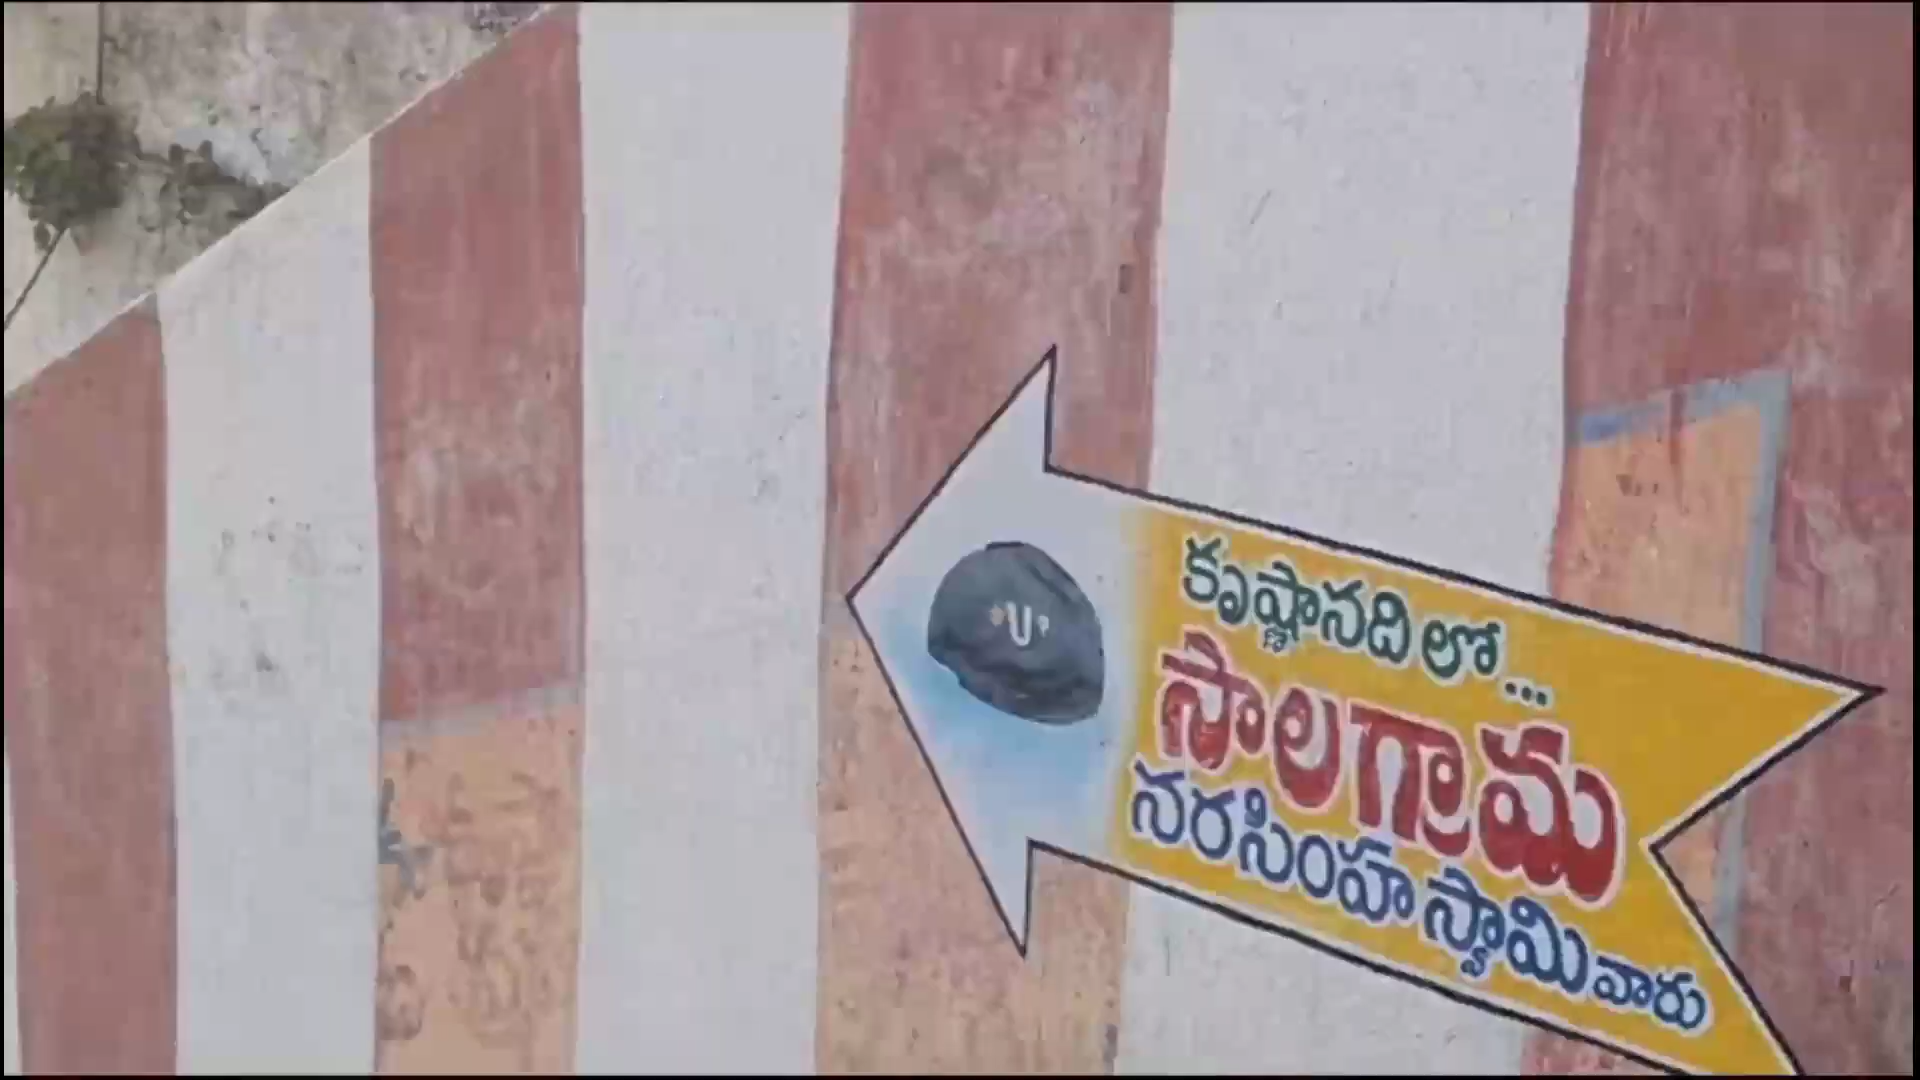 కృష్ణానది లో...
సాలగ్రామ
నరసింహ స్వామి వారు